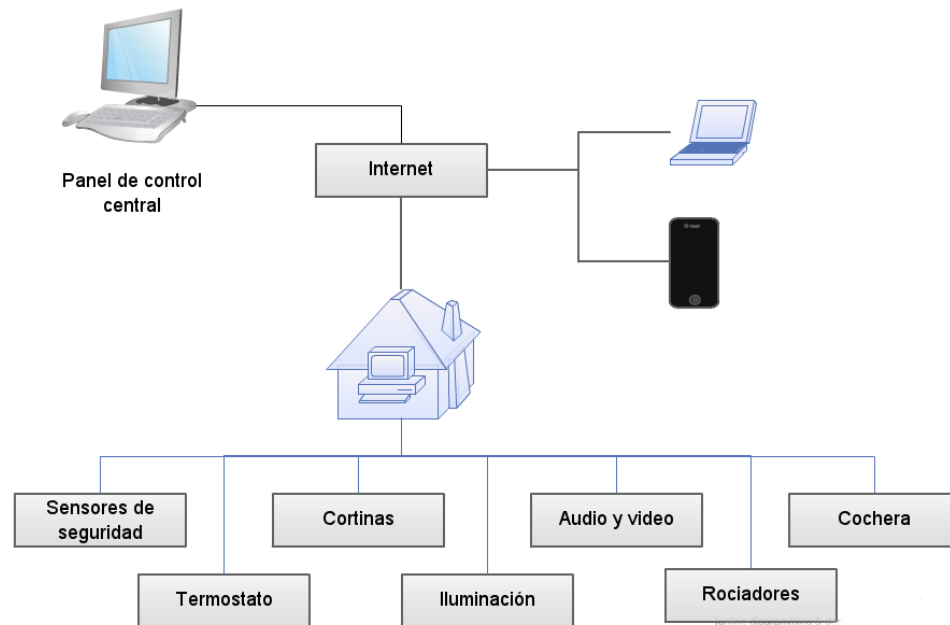 Panel de control
central
Internet
Sensores de
seguridad
Cortinas
Audio y video
Cochera
Termostato
Iluminación
Rociadores